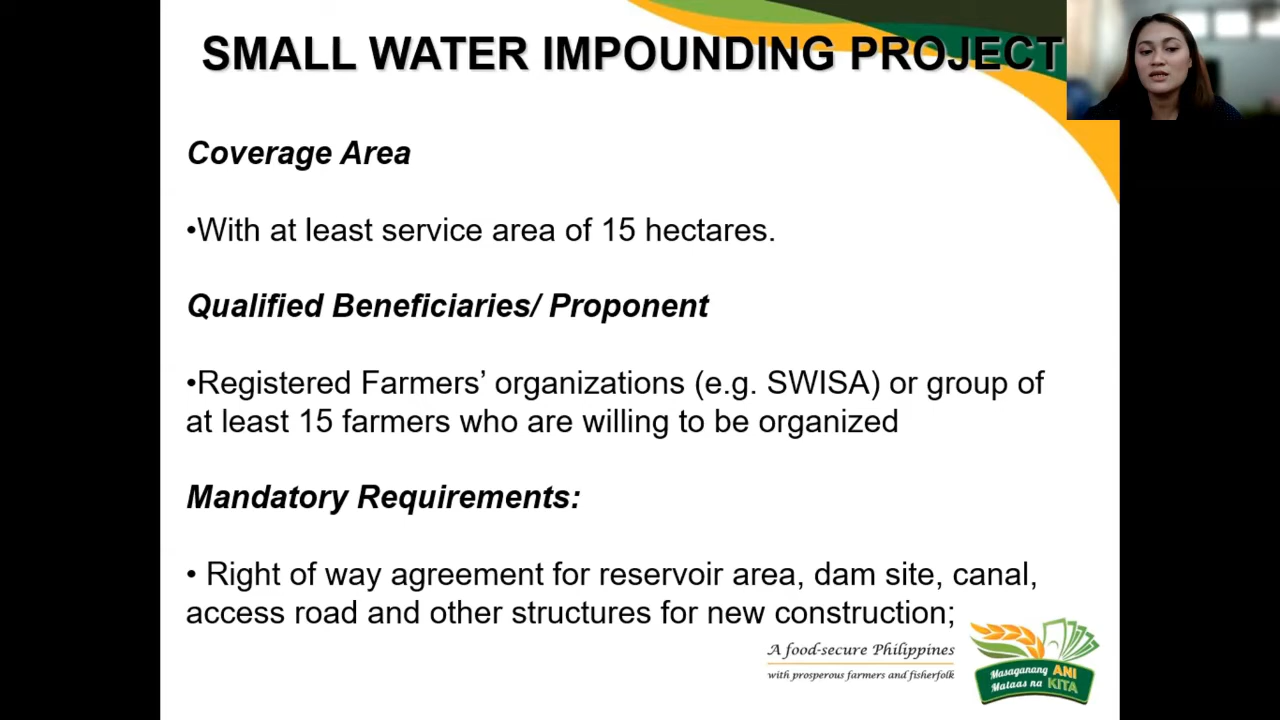 SMALL WATER IMPOUNDING PROJECT
Coverage Area
•With at least service area of 15 hectares.
Qualified Beneficiaries/ Proponent
•Registered Farmers’ organizations (e.g. SWISA) or group of
at least 15 farmers who are willing to be organized
Mandatory Requirements:
• Right of way agreement for reservoir area, dam site, canal,
access road and other structures for new construction;
A food-secure Philippines
with prosperous farmers and fisherfolk
Masaganang ANI
Mataas na KITA